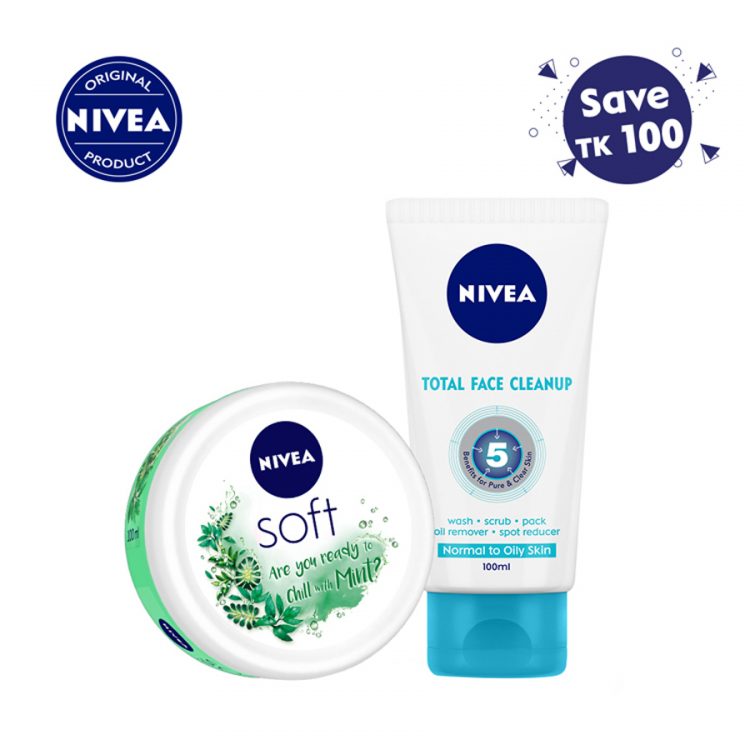 ORIGINAL
NIVEA
PRODUCT
Save
TK 100
NIVEA
TOTAL FACE CLEANUP
5
Benefits for Pure & Clear Skin
wash • scrub • pack
oil remover • spot reducer
Normal to Oily Skin
100ml
NIVEA
soft
Are you ready to
Chill with Mint?